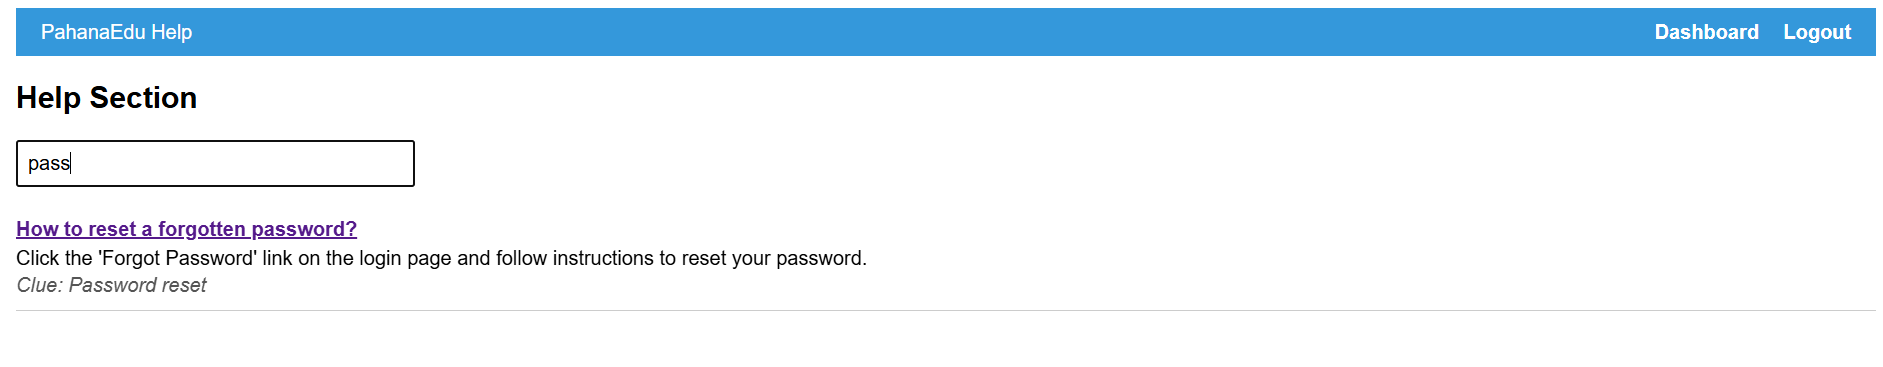 PahanaEdu Help Dashboard Logout
Help Section
pass
How to reset a forgotten password?
Click the 'Forgot Password' link on the login page and follow instructions to reset your password.
Clue: Password reset